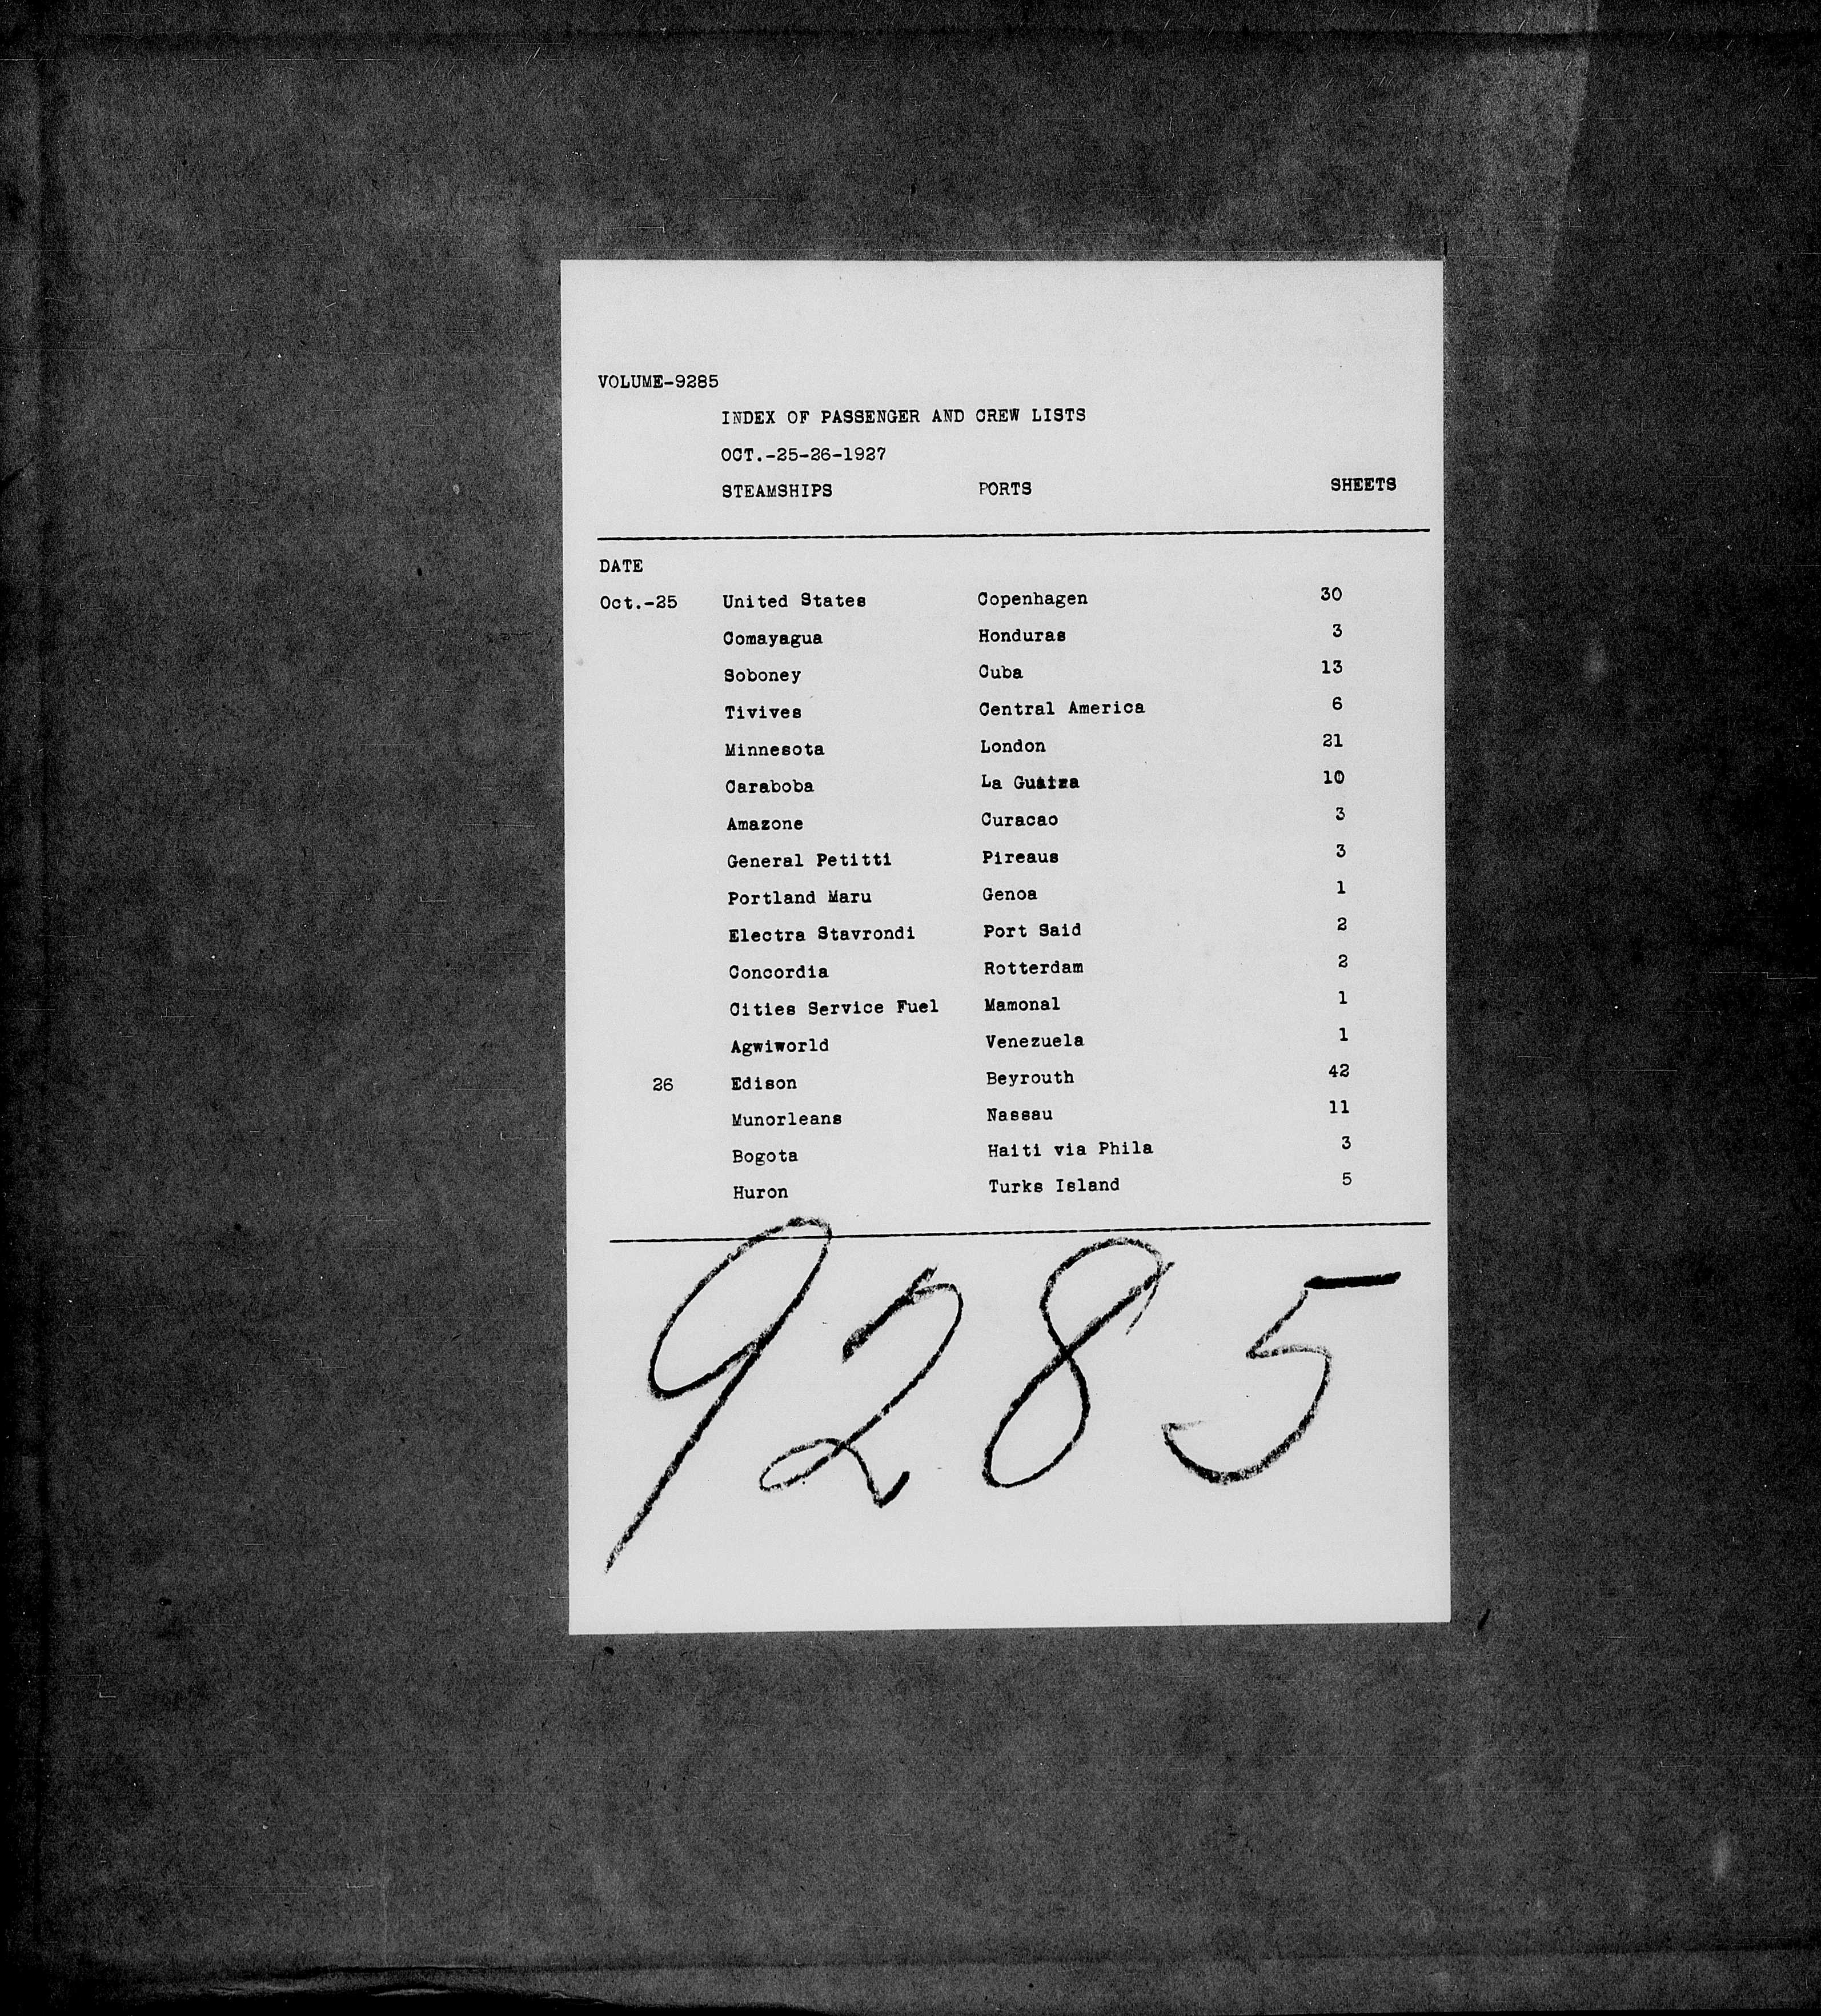 VOLUME-9285
INDEX OF PASSENGER AND CREW LISTS
OCT.-25-26-1927
STEAMSHIPS PORTS SHEETS
DATE
Oct.-25 United States Copenhagen 30
Comayagua Honduras 3
Soboney Cuba 13
Tivives Central America 6
Minnesota London 21
Caraboba La Guaira 10
Amazone Curacao 3
General Petitti Pireaus 3
Portland Maru Genoa 1
Electra Stavrondi Port Said 2
Concordia Rotterdam 2
Cities Service Fuel Mamonal 1
Agwiworld Venezuela 1
26 Edison Beyrouth 42
Munorleans Nassau 11
Bogota Haiti via Phila 3
Huron Turks Island 5
9285